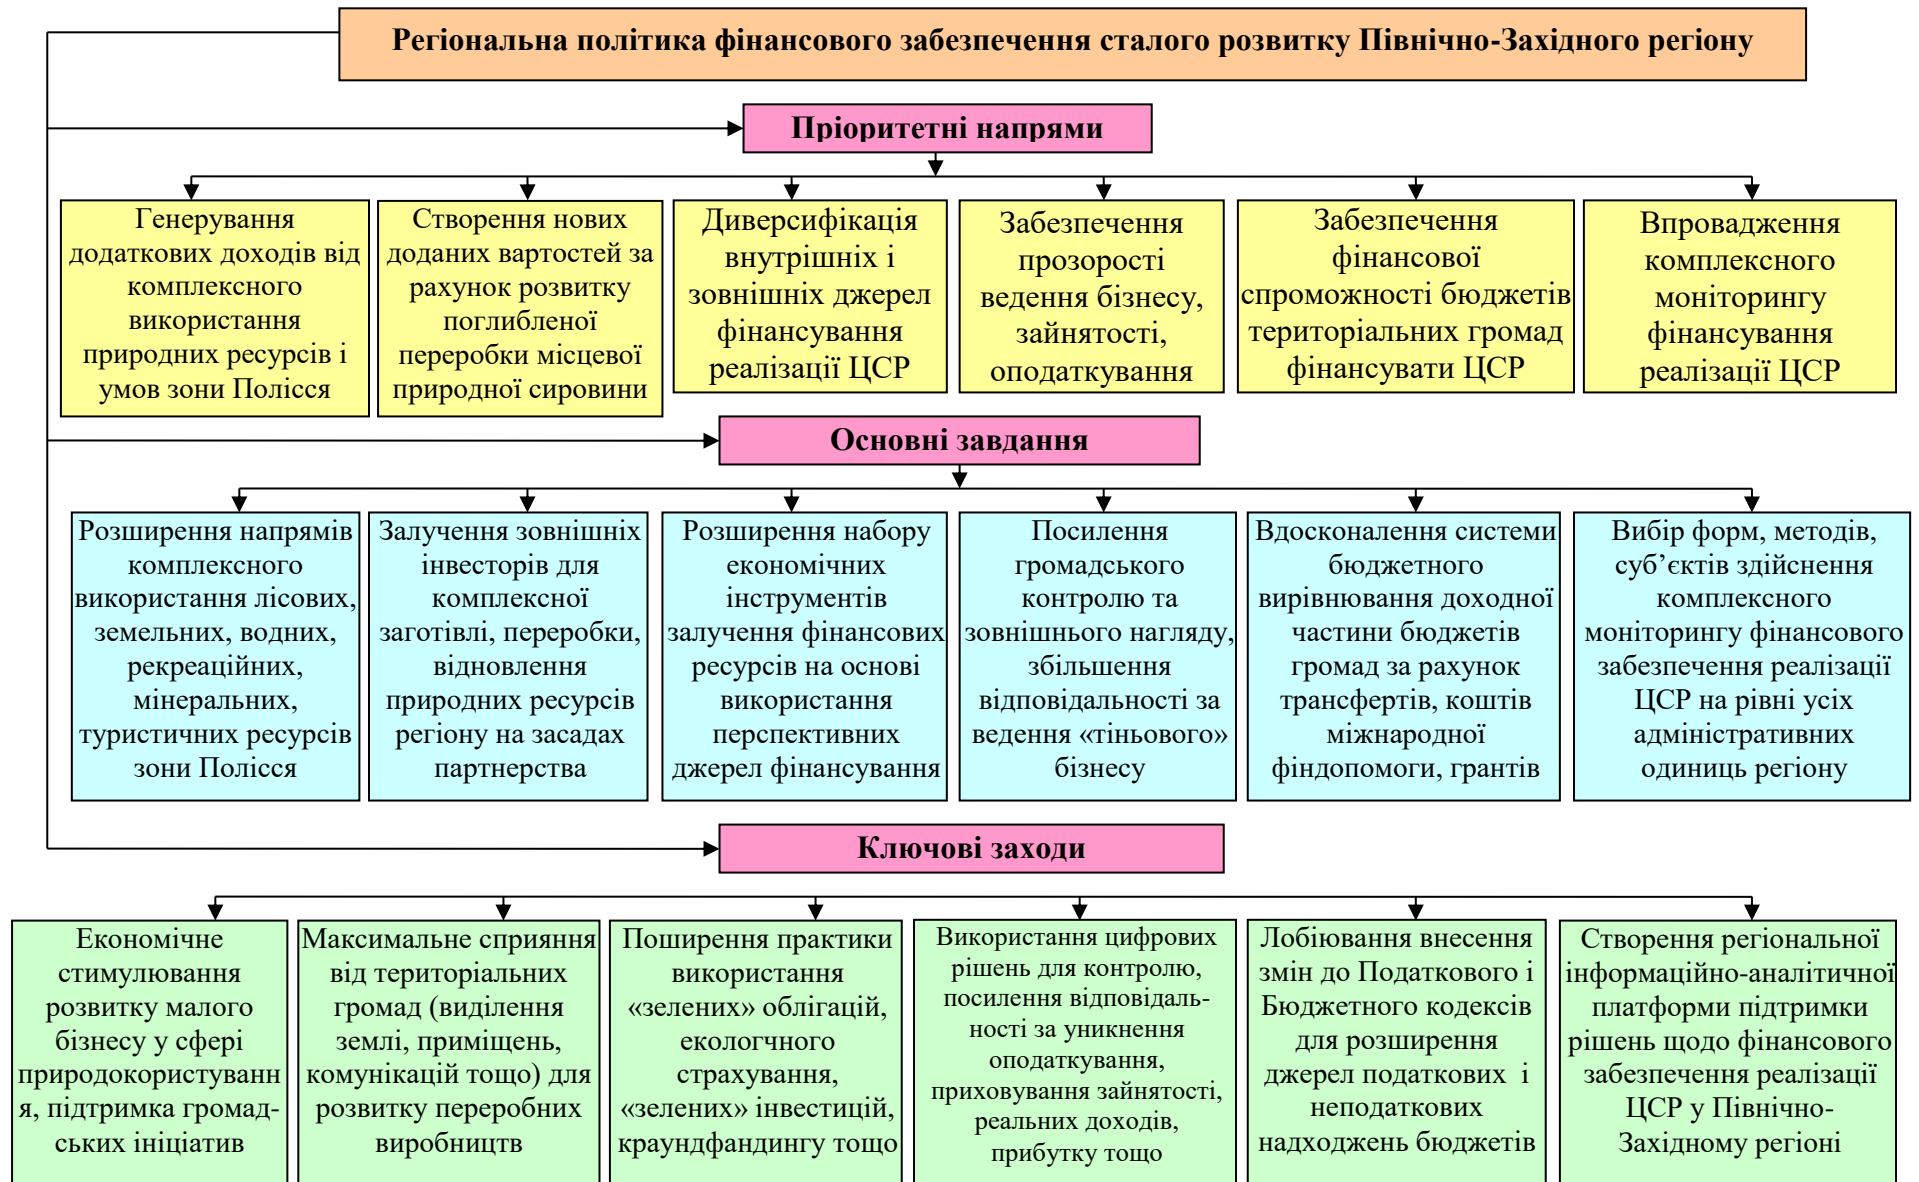 Регіональна політика фінансового забезпечення сталого розвитку Північно-Західного регіону
Пріоритетні напрями
Генерування
додаткових доходів від
комплексного
використання
природних ресурсів і
умов зони Полісся
Створення нових
доданих вартостей за
рахунок розвитку
поглибленої
переробки місцевої
природної сировини
Диверсифікація
внутрішніх і
зовнішніх джерел
фінансування
реалізації ЦСР
Забезпечення
прозорості
ведення бізнесу,
зайнятості,
оподаткування
Забезпечення
фінансової
спроможності бюджетів
територіальних громад
фінансувати ЦСР
Впровадження
комплексного
моніторингу
фінансування
реалізації ЦСР
Основні завдання
Розширення напрямів
комплексного
використання лісових,
земельних, водних,
рекреаційних,
мінеральних,
туристичних ресурсів
зони Полісся
Залучення зовнішніх
інвесторів для
комплексної
заготівлі, переробки,
відновлення
природних ресурсів
регіону на засадах
партнерства
Розширення набору
економічних
інструментів
залучення фінансових
ресурсів на основі
використання
перспективних
джерел фінансування
Посилення
громадського
контролю та
зовнішнього нагляду,
збільшення
відповідальності за
ведення «тіньового»
бізнесу
Вдосконалення системи
бюджетного
вирівнювання доходної
частини бюджетів
громад за рахунок
трансфертів, коштів
міжнародної
фіндопомоги, грантів
Вибір форм, методів,
суб’єктів здійснення
комплексного
моніторингу фінансового
забезпечення реалізації
ЦСР на рівні усіх
адміністративних
одиниць регіону
Ключові заходи
Економічне
стимулювання
розвитку малого
бізнесу у сфері
природокористуванн
я, підтримка громад-
ських ініціатив
Максимальне сприяння
від територіальних
громад (виділення
землі, приміщень,
комунікацій тощо) для
розвитку переробних
виробництв
Поширення практики
використання
«зелених» облігацій,
екологчного
страхування,
«зелених» інвестицій,
краундфандингу тощо
Використання цифрових
рішень для контролю,
посилення відповідаль-
ності за уникнення
оподаткування,
приховування зайнятості,
реальних доходів,
прибутку тощо
Лобіювання внесення
змін до Податкового і
Бюджетного кодексів
для розширення
джерел податкових і
неподаткових
надходжень бюджетів
Створення регіональної
інформаційно-аналітичної
платформи підтримки
рішень щодо фінансового
забезпечення реалізації
ЦСР у Північно-
Західному регіоні